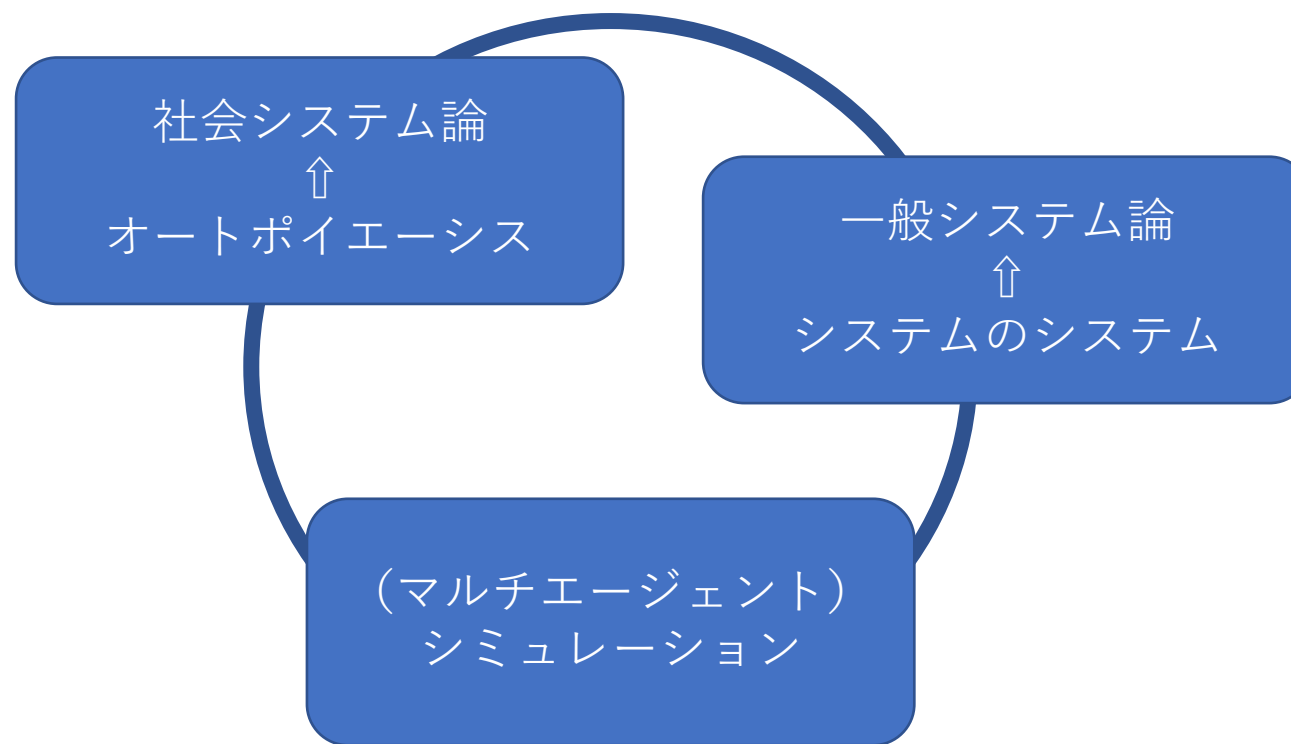 社会システム論
⇧
オートポイエーシス
一般システム論
⇧
システムのシステム
（マルチエージェント）
シミュレーション